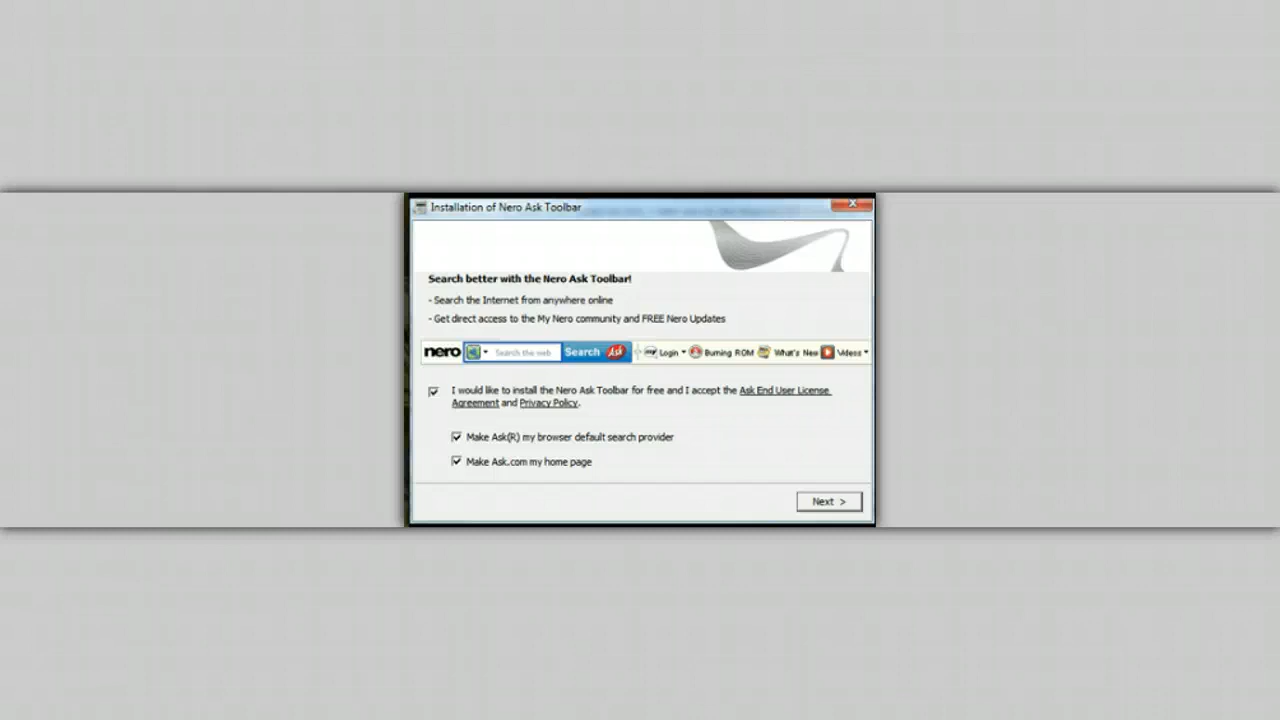 Installation of Nero Ask Toolbar
Search better with the Nero Ask Toolbar!
- Search the Internet from anywhere online
- Get direct access to the My Nero community and FREE Nero Updates
nero Search the web Search Ask my Login Burning ROM What's New Videos
I would like to install the Nero Ask Toolbar for free and I accept the Ask End User License
Agreement and Privacy Policy.
Make Ask(R) my browser default search provider
Make Ask.com my home page
Next >